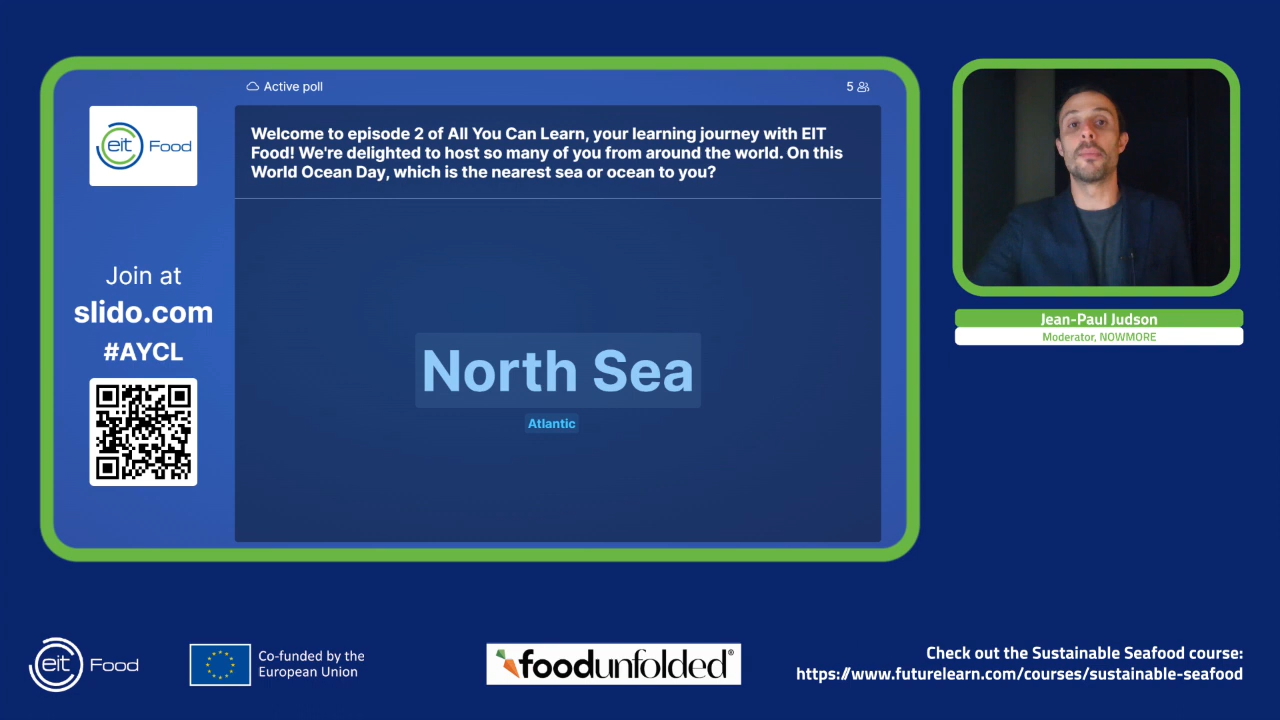 Active poll
5
eit Food
Welcome to episode 2 of All You Can Learn, your learning journey with EIT
Food! We're delighted to host so many of you from around the world. On this
World Ocean Day, which is the nearest sea or ocean to you?
Join at
slido.com
#AYCL
North Sea
Atlantic
Jean-Paul Judson
Moderator, NOWMORE
eit Food
Co-funded by the
European Union
foodunfolded®
Check out the Sustainable Seafood course:
https://www.futurelearn.com/courses/sustainable-seafood